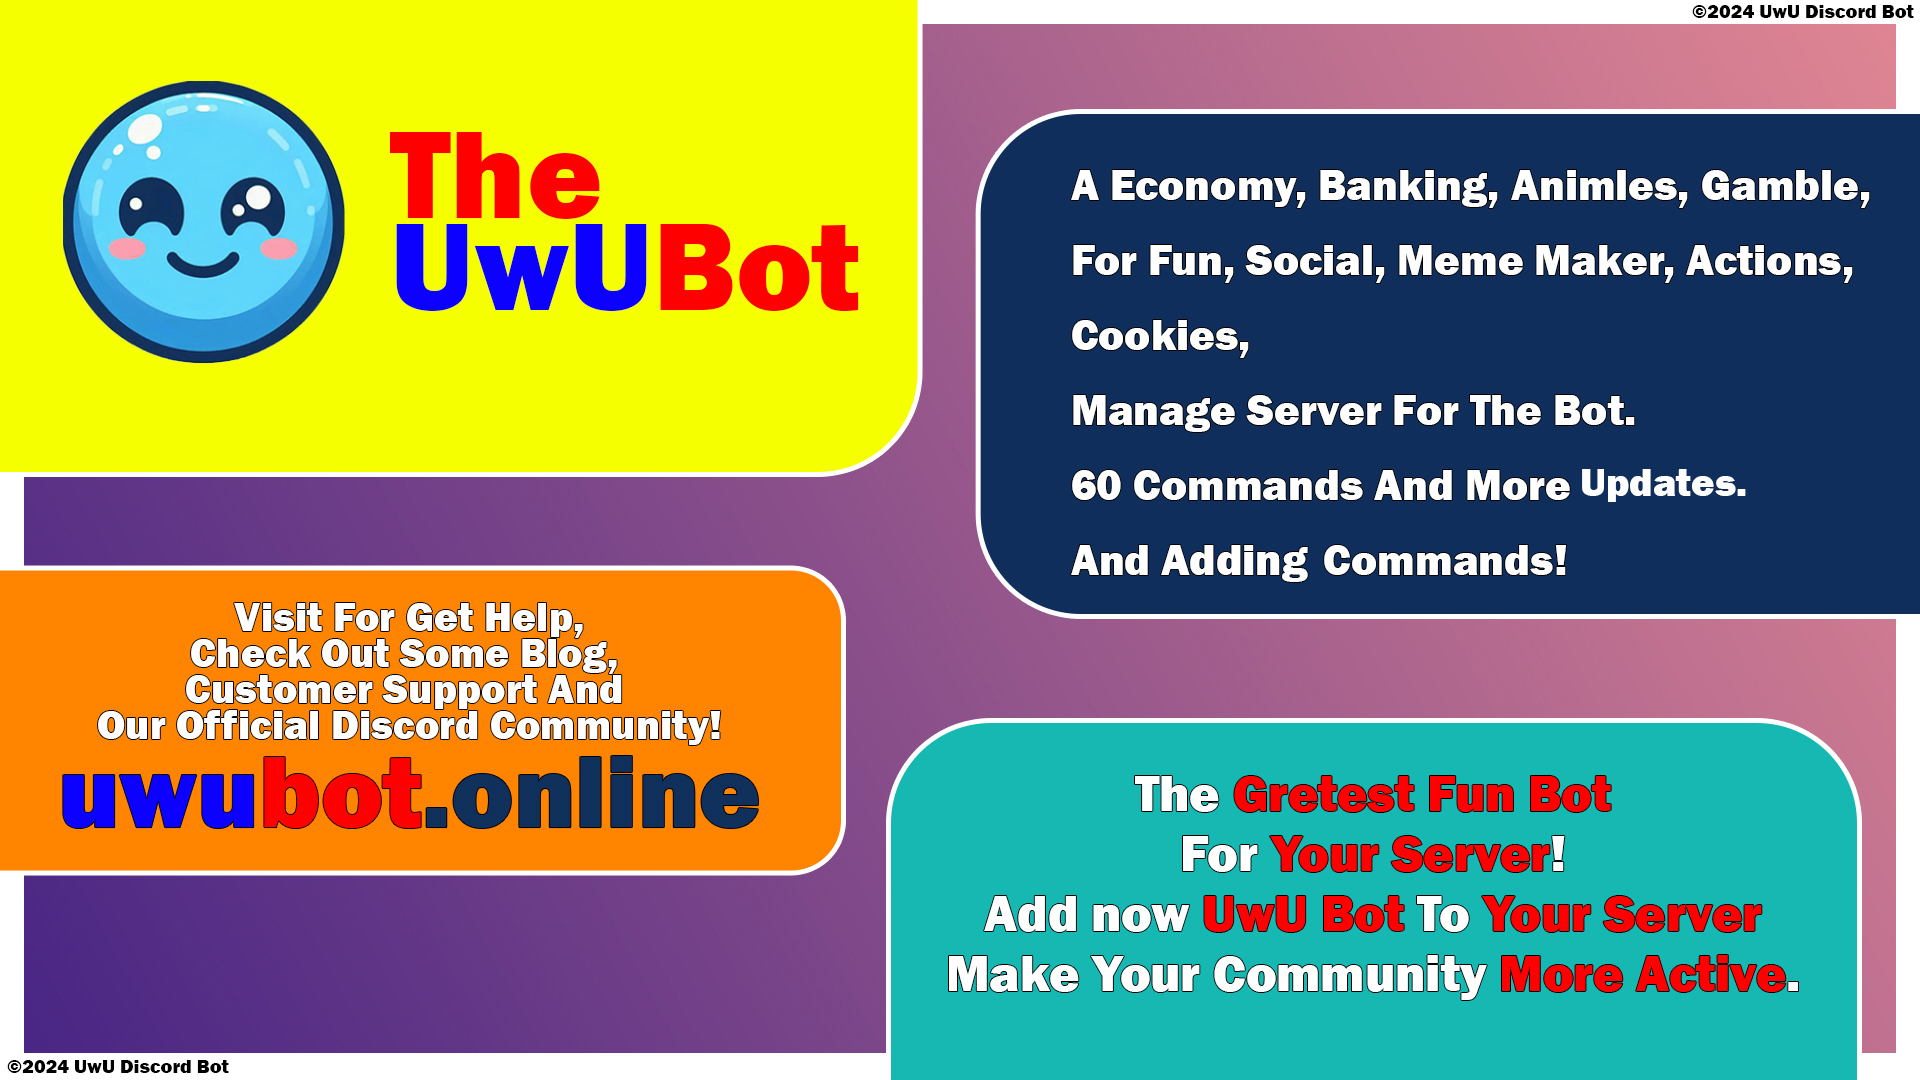 ©2024 UwU Discord Bot
The
UwUBot
A Economy, Banking, Animles, Gamble,
For Fun, Social, Meme Maker, Actions,
Cookies,
Manage Server For The Bot.
60 Commands And More Updates.
And Adding Commands!
Visit For Get Help,
Check Out Some Blog,
Customer Support And
Our Official Discord Community!
uwubot.online
The Gretest Fun Bot
For Your Server!
Add now UwU Bot To Your Server
Make Your Community More Active.
©2024 UwU Discord Bot